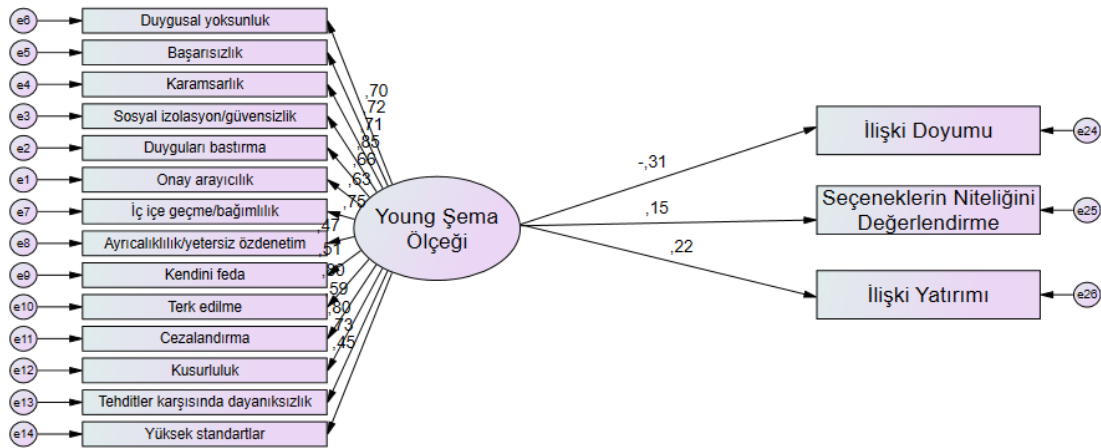 e6 Duygusal yoksunluk
e5 Başarısızlık
e4 Karamsarlık
e3 Sosyal izolasyon/güvensizlik
e2 Duyguları bastırma
e1 Onay arayıcılık
e7 İç içe geçme/bağımlılık
e8 Ayrıcalıklılık/yetersiz özdenetim
e9 Kendini feda
e10 Terk edilme
e11 Cezalandırma
e12 Kusurluluk
e13 Tehditler karşısında dayanıksızlık
e14 Yüksek standartlar
,70
,72
,71
,85
,66
,63
,75
,47
,51
,80
,59
,80
,73
,45
Young Şema
Ölçeği
-,31
,15
,22
İlişki Doyumu
e24
Seçeneklerin Niteliğini
Değerlendirme
e25
İlişki Yatırımı
e26